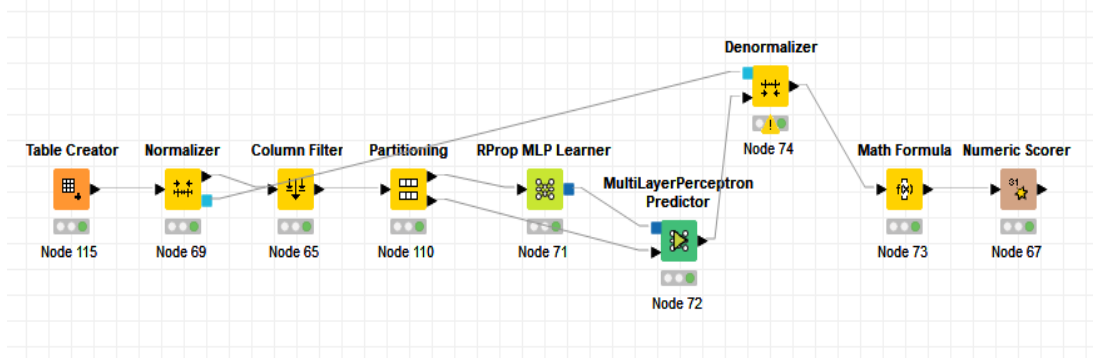 Denormalizer
Node 74
Table Creator
Node 115
Normalizer
Node 69
Column Filter
Node 65
Partitioning
Node 110
RProp MLP Learner
Node 71
MultiLayerPerceptron
Predictor
Node 72
Math Formula
f(x)
Node 73
Numeric Scorer
31
Node 67